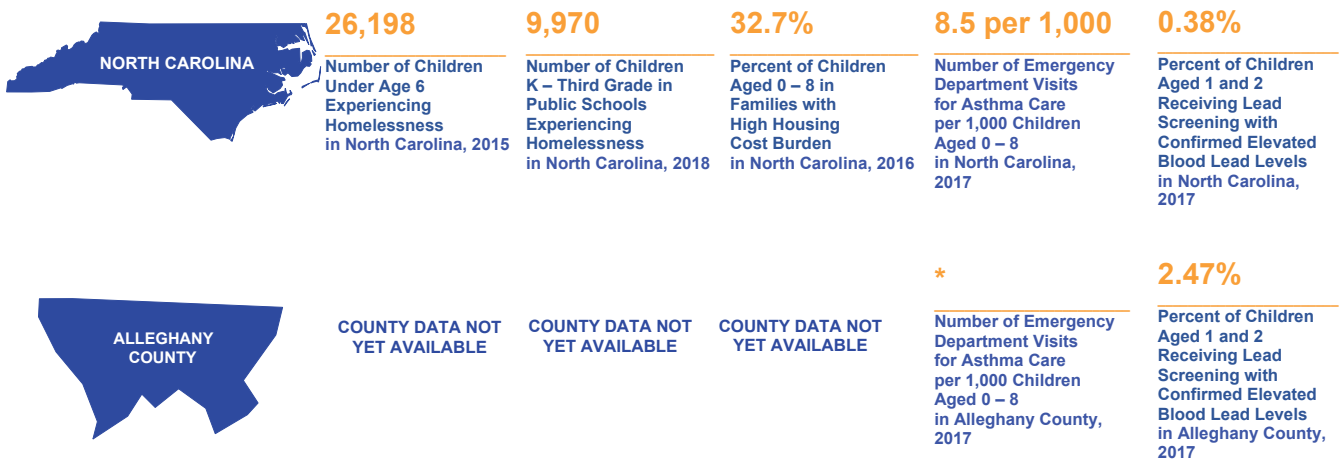 NORTH CAROLINA
26,198
Number of Children
Under Age 6
Experiencing
Homelessness
in North Carolina, 2015
9,970
Number of Children
K – Third Grade in
Public Schools
Experiencing
Homelessness
in North Carolina, 2018
32.7%
Percent of Children
Aged 0 – 8 in
Families with
High Housing
Cost Burden
in North Carolina, 2016
8.5 per 1,000
Number of Emergency
Department Visits
for Asthma Care
per 1,000 Children
Aged 0 – 8
in North Carolina,
2017
0.38%
Percent of Children
Aged 1 and 2
Receiving Lead
Screening with
Confirmed Elevated
Blood Lead Levels
in North Carolina,
2017
ALLEGHANY
COUNTY
COUNTY DATA NOT
YET AVAILABLE
COUNTY DATA NOT
YET AVAILABLE
COUNTY DATA NOT
YET AVAILABLE
*
Number of Emergency
Department Visits
for Asthma Care
per 1,000 Children
Aged 0 – 8
in Alleghany County,
2017
2.47%
Percent of Children
Aged 1 and 2
Receiving Lead
Screening with
Confirmed Elevated
Blood Lead Levels
in Alleghany County,
2017